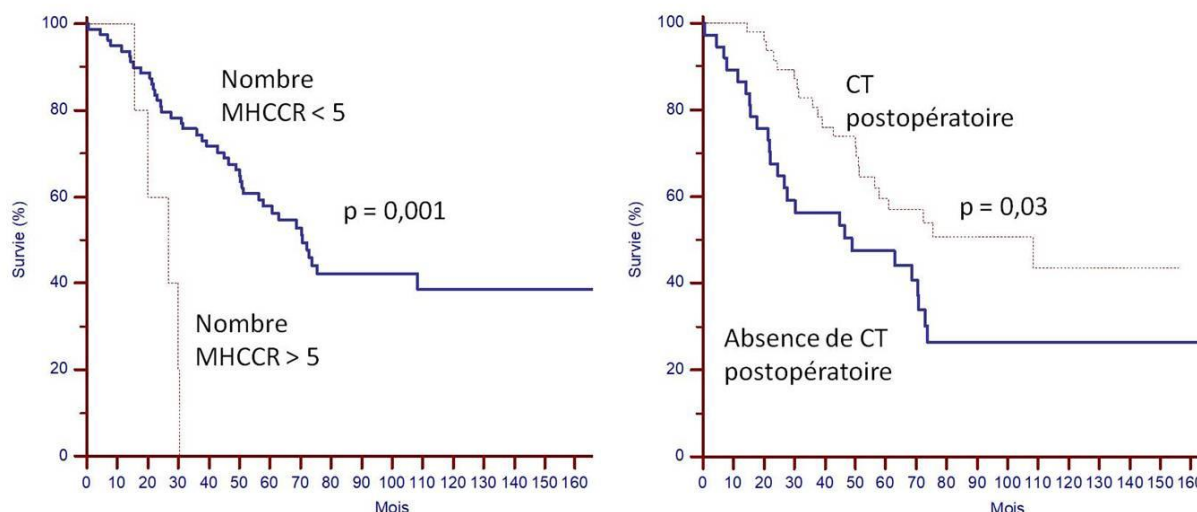 100
80
60
40
20
0
Survie (%)
Nombre
MHCCR < 5
p = 0,001
Nombre
MHCCR > 5
0 10 20 30 40 50 60 70 80 90 100 110 120 130 140 150 160
Mois
100
80
60
40
20
0
Survie (%)
CT
postopératoire
p = 0,03
Absence de CT
postopératoire
0 10 20 30 40 50 60 70 80 90 100 110 120 130 140 150 160
Mois